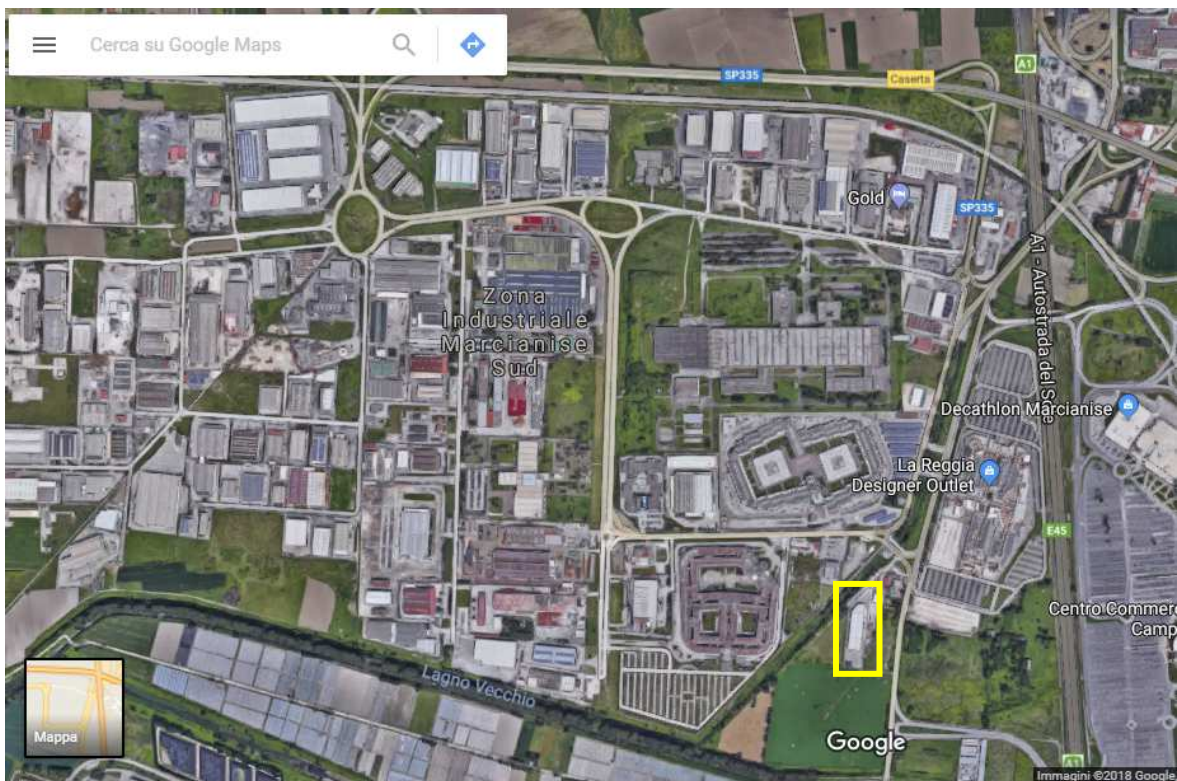 Cerca su Google Maps
SP335
Caserta
A1
Gold
SP335
A1 - Autostrada del Sole
Zona
Industriale
Marcianise
Sud
Decathlon Marcianise
La Reggia
Designer Outlet
E45
Centro Commerc
Camp
Lagno Vecchio
Mappa
Google
A1
Immagini ©2018 Google